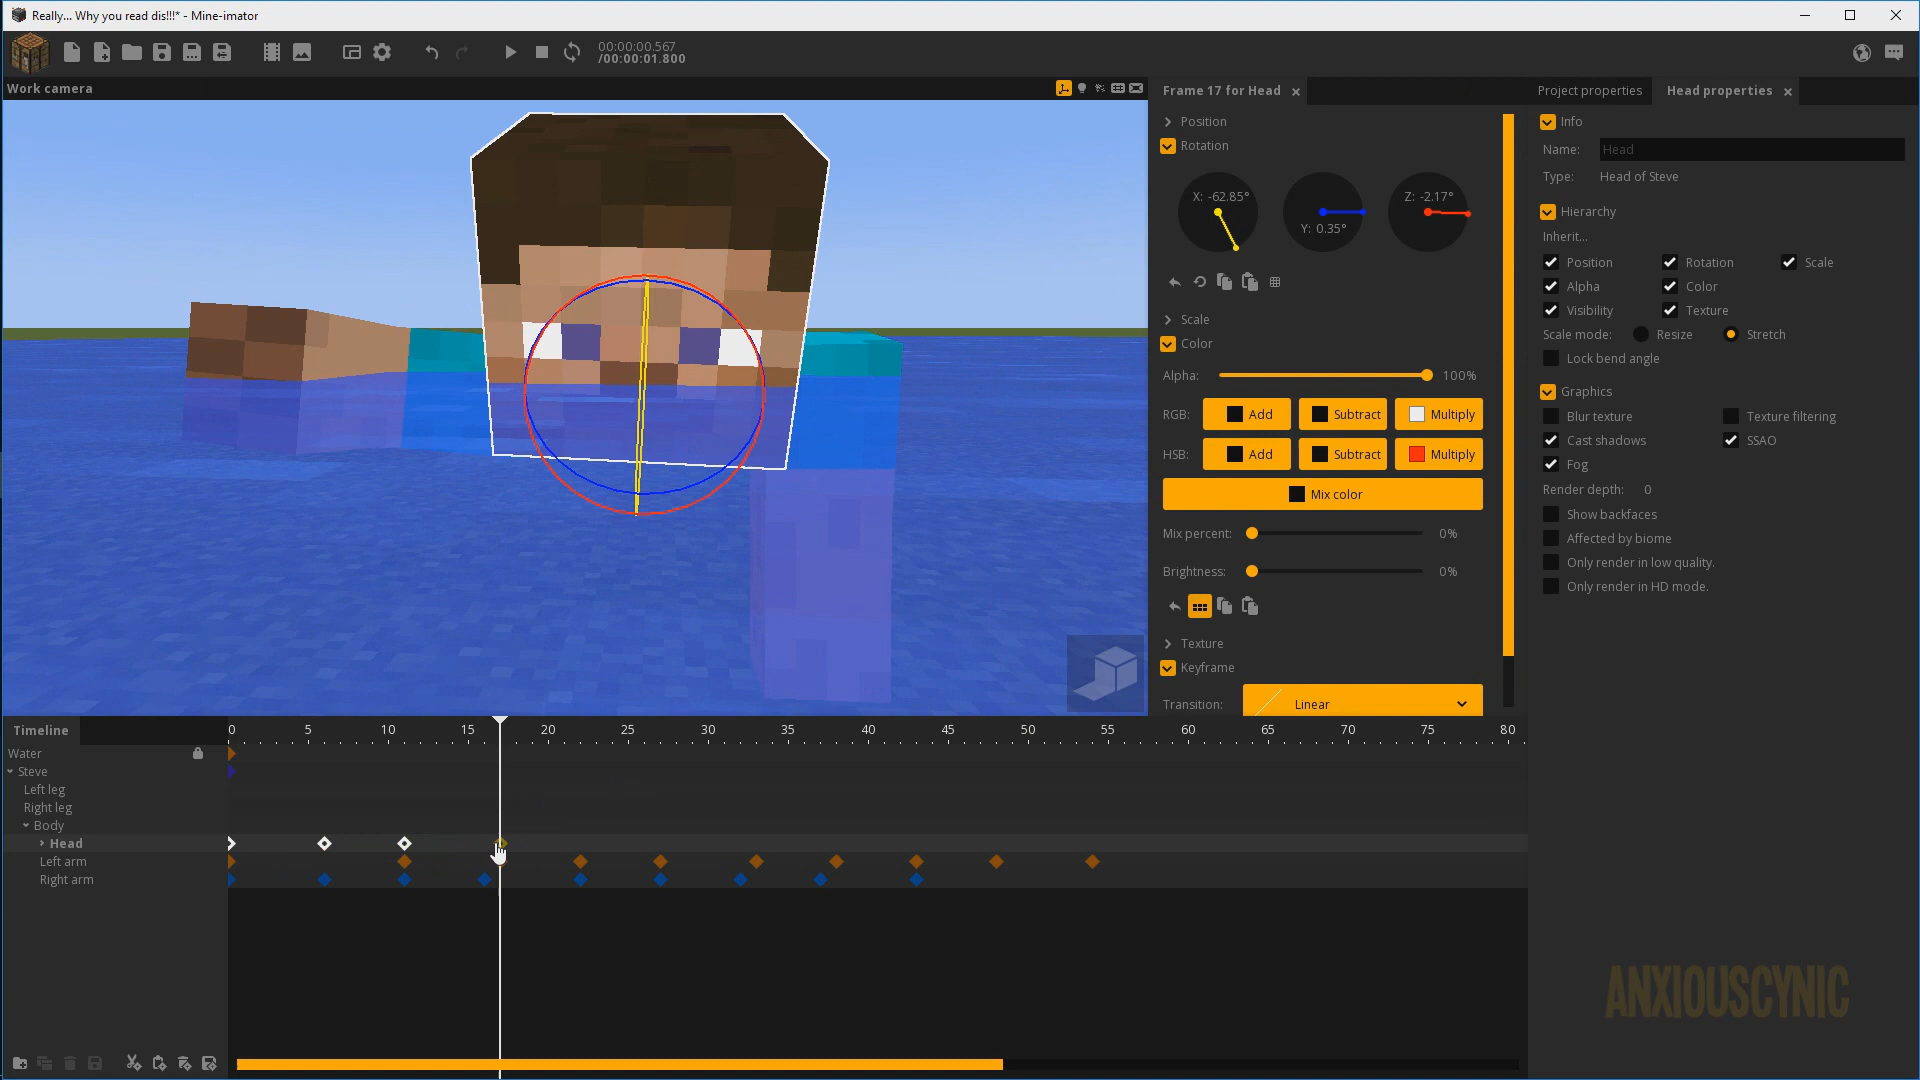 Really... Why you read dis!!!* - Mine-imator
00:00:00.567
/00:00:01.800
Work camera
Frame 17 for Head
Position
Rotation
X: -62.85°
Y: 0.35°
Z: -2.17°
Scale
Color
Alpha: 100%
RGB: Add Subtract Multiply
HSB: Add Subtract Multiply
Mix color
Mix percent: 0%
Brightness: 0%
Texture
Keyframe
Transition: Linear
Project properties Head properties
Info
Name: Head
Type: Head of Steve
Hierarchy
Inherit...
Position Rotation Scale
Alpha Color
Visibility Texture
Scale mode: Resize Stretch
Lock bend angle
Graphics
Blur texture Texture filtering
Cast shadows SSAO
Fog
Render depth: 0
Show backfaces
Affected by biome
Only render in low quality.
Only render in HD mode.
Timeline
0 5 10 15 20 25 30 35 40 45 50 55 60 65 70 75 80
Water
Steve
Left leg
Right leg
Body
Head
Left arm
Right arm
ANXIOUSCYNIC